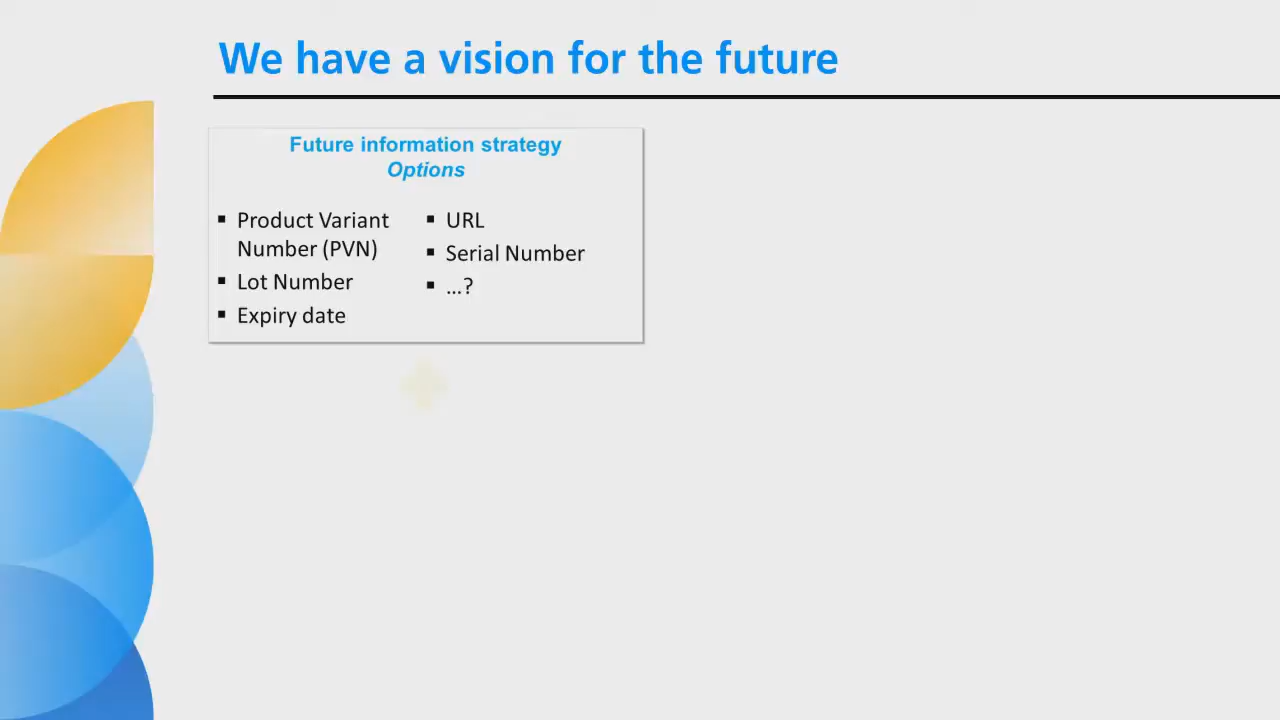 We have a vision for the future
Future information strategy
Options
▪ Product Variant
Number (PVN)
▪ Lot Number
▪ Expiry date
▪ URL
▪ Serial Number
▪ ...?